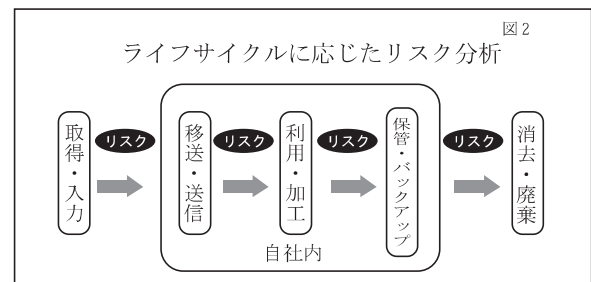 図2
ライフサイクルに応じたリスク分析
取得・入力
リスク
移送・送信
リスク
利用・加工
リスク
保管・バックアップ
リスク
消去・廃棄
自社内